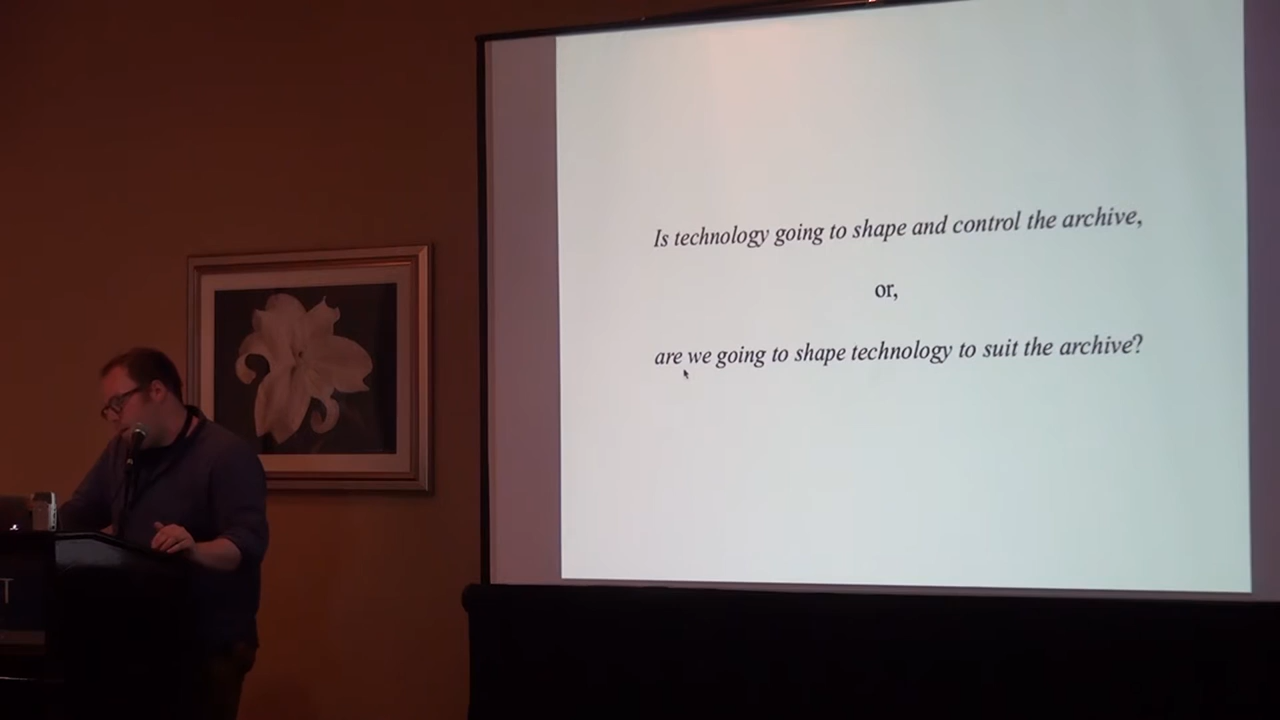 Is technology going to shape and control the archive,
or,
are we going to shape technology to suit the archive?
T